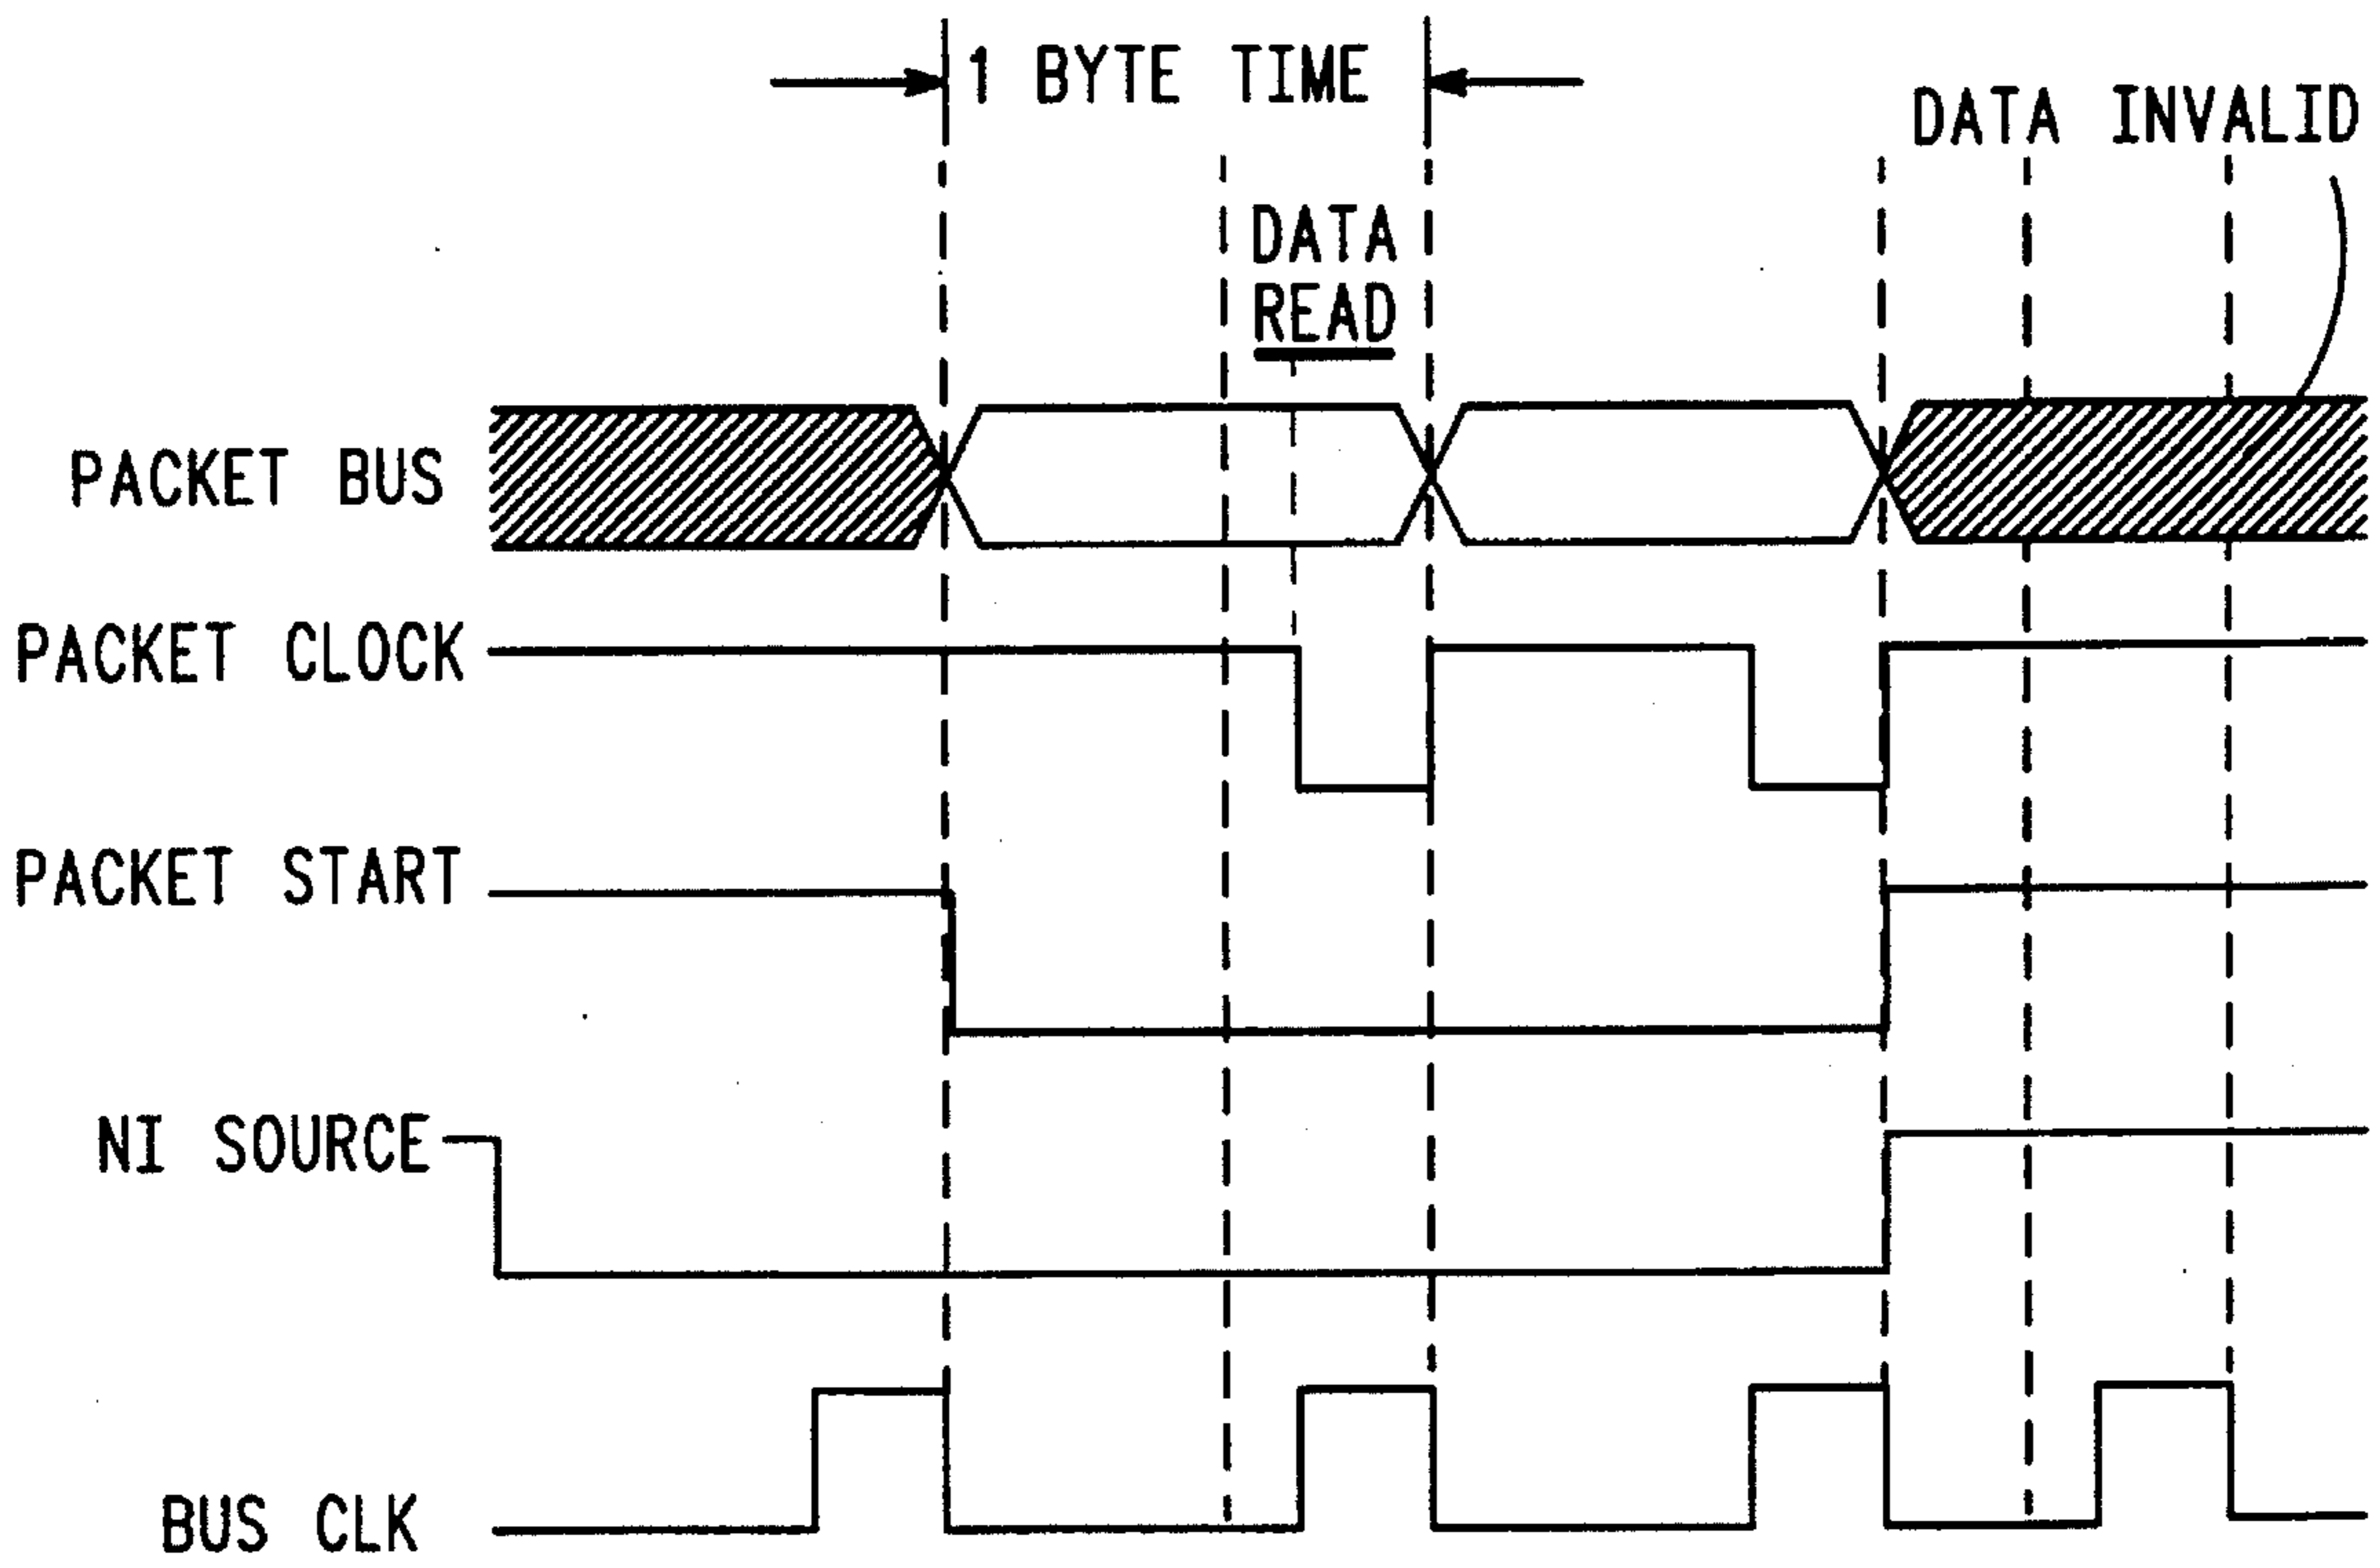 1 BYTE TIME
DATA INVALID
DATA
READ
PACKET BUS
PACKET CLOCK
PACKET START
NI SOURCE
BUS CLK